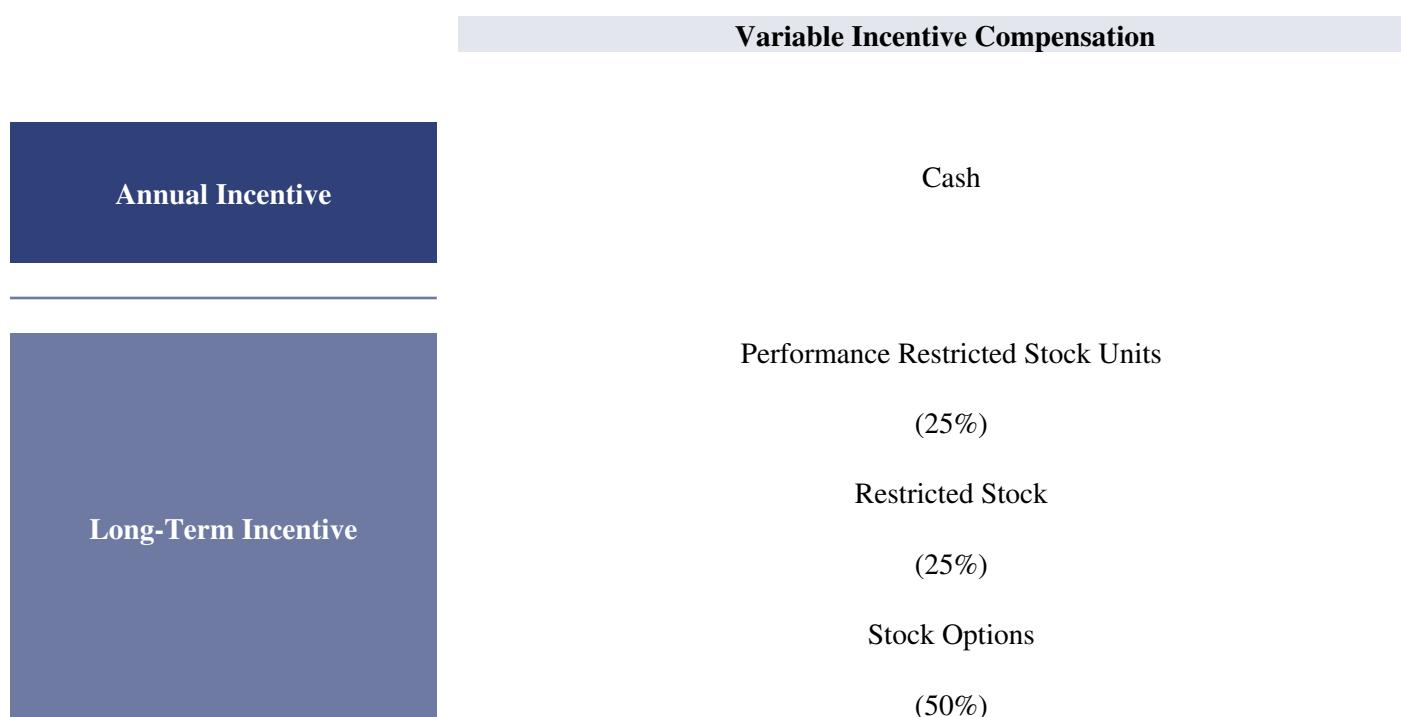 Variable Incentive Compensation
Annual Incentive
Cash
Long-Term Incentive
Performance Restricted Stock Units
(25%)
Restricted Stock
(25%)
Stock Options
(50%)